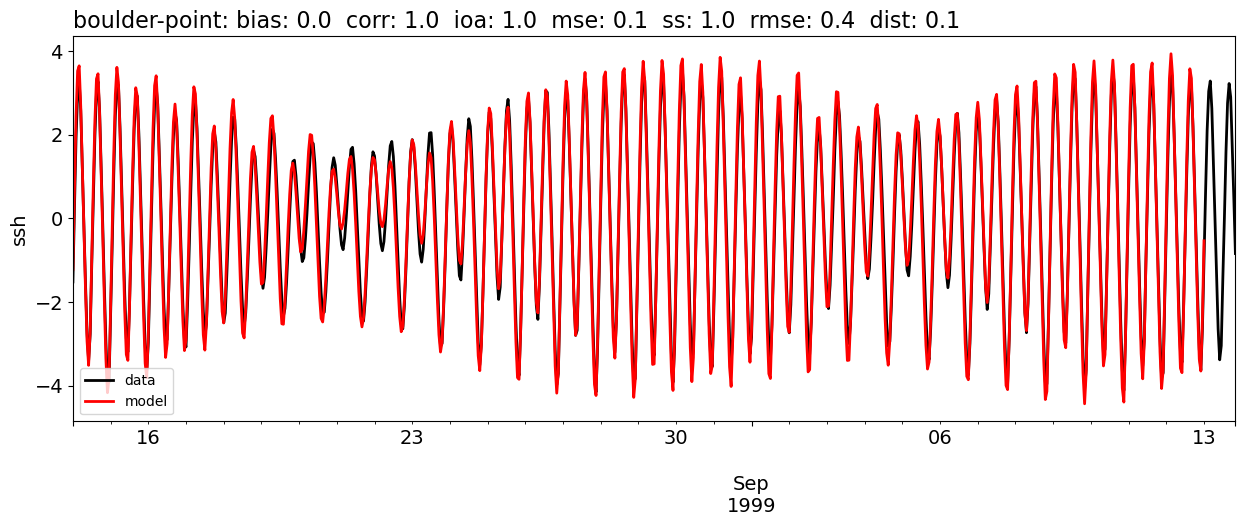 boulder-point: bias: 0.0  corr: 1.0  ioa: 1.0  mse: 0.1  ss: 1.0  rmse: 0.4  dist: 0.1
4
2
0
−2
−4
ssh
data
model
16 23 30 06 13
Sep
1999